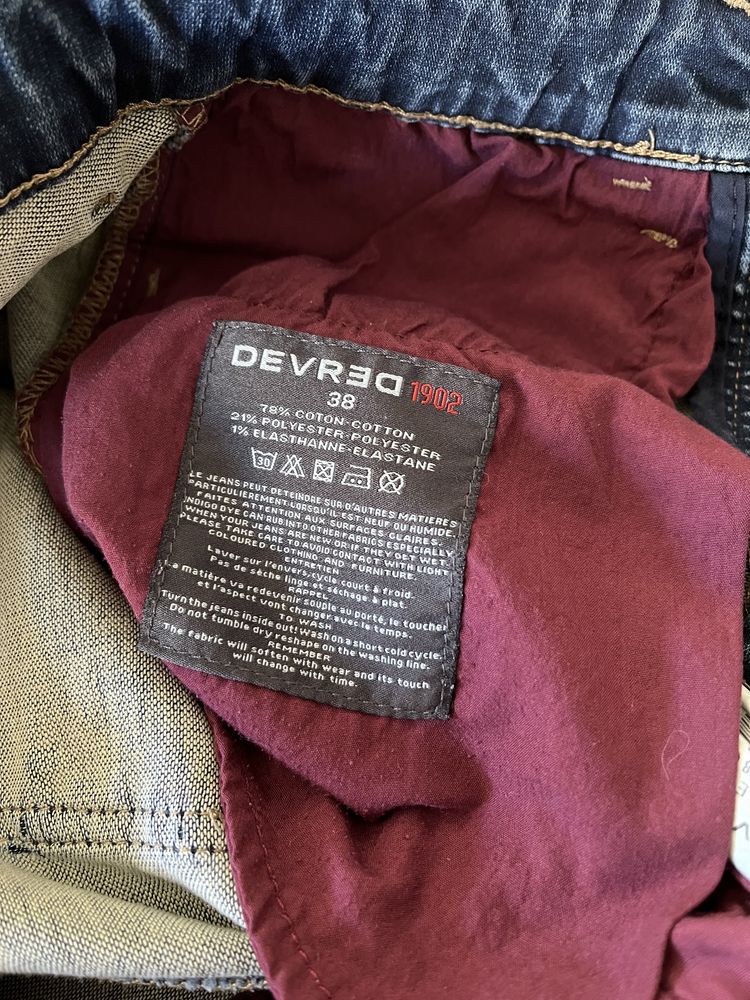 DEVRED 1902
38
78% COTON-COTTON
21% POLYESTER-POLYESTER
1% ELASTHANNE-ELASTANE
30
LE JEANS PEUT DETEINDRE SUR D'AUTRES MATIERES
PARTICULIEREMENT LORSQU'IL EST NEUF OU HUMIDE.
FAITES ATTENTION AUX SURFACES CLAIRES.
INDIGO DYE CAN RUB INTO OTHER FABRICS ESPECIALLY
WHEN YOUR JEANS ARE NEW OR IF THEY GET WET.
PLEASE TAKE CARE TO AVOID CONTACT WITH LIGHT
COLOURED CLOTHING AND FURNITURE.
ENTRETIEN
Laver sur l'envers, cycle court à froid.
Pas de sèche linge et séchage à plat.
RAPPEL
La matière va redevenir souple au porté, le toucher
et l'aspect vont changer avec le temps.
TO WASH
Turn the jeans inside out! Wash on a short cold cycle
Do not tumble dry reshape on the washing line.
REMEMBER
The fabric will soften with wear and its touch
will change with time.